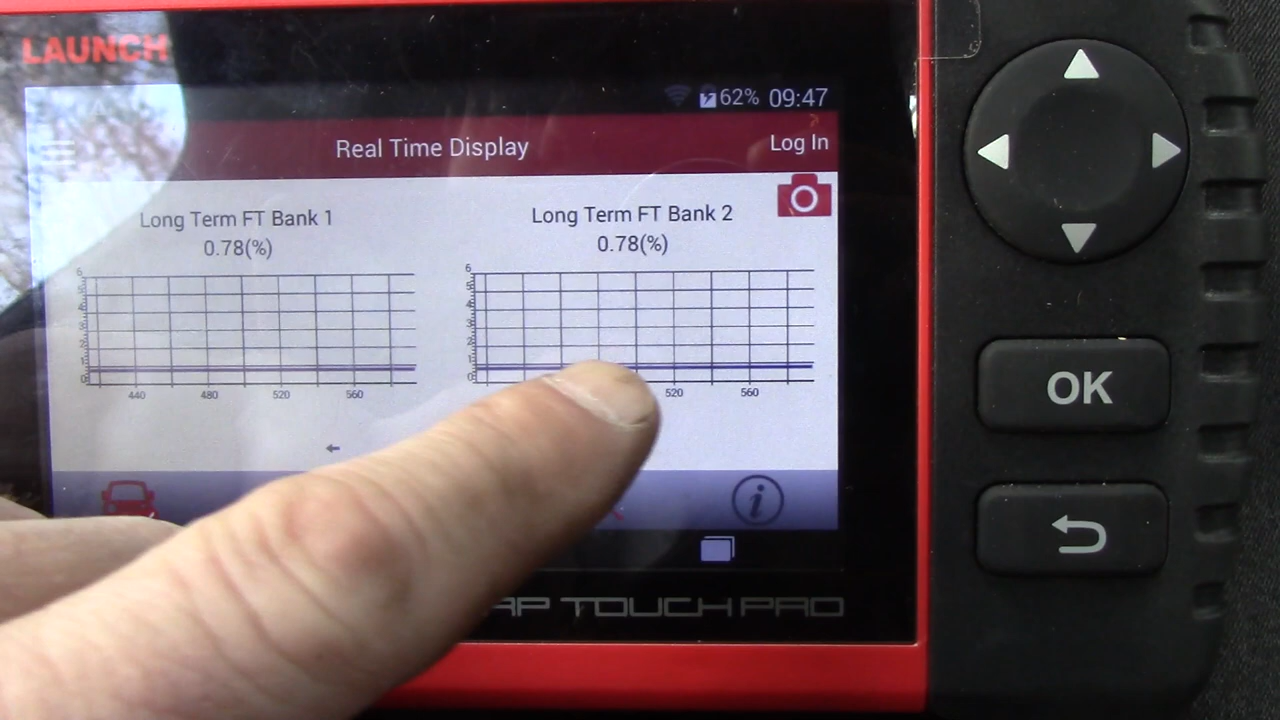 LAUNCH
62% 09:47
Real Time Display
Log In
Long Term FT Bank 1
0.78(%)
6
5
4
3
2
1
0
440 480 520 560
Long Term FT Bank 2
0.78(%)
6
5
4
3
2
1
0
520 560
i
OK
TOUCH PRO